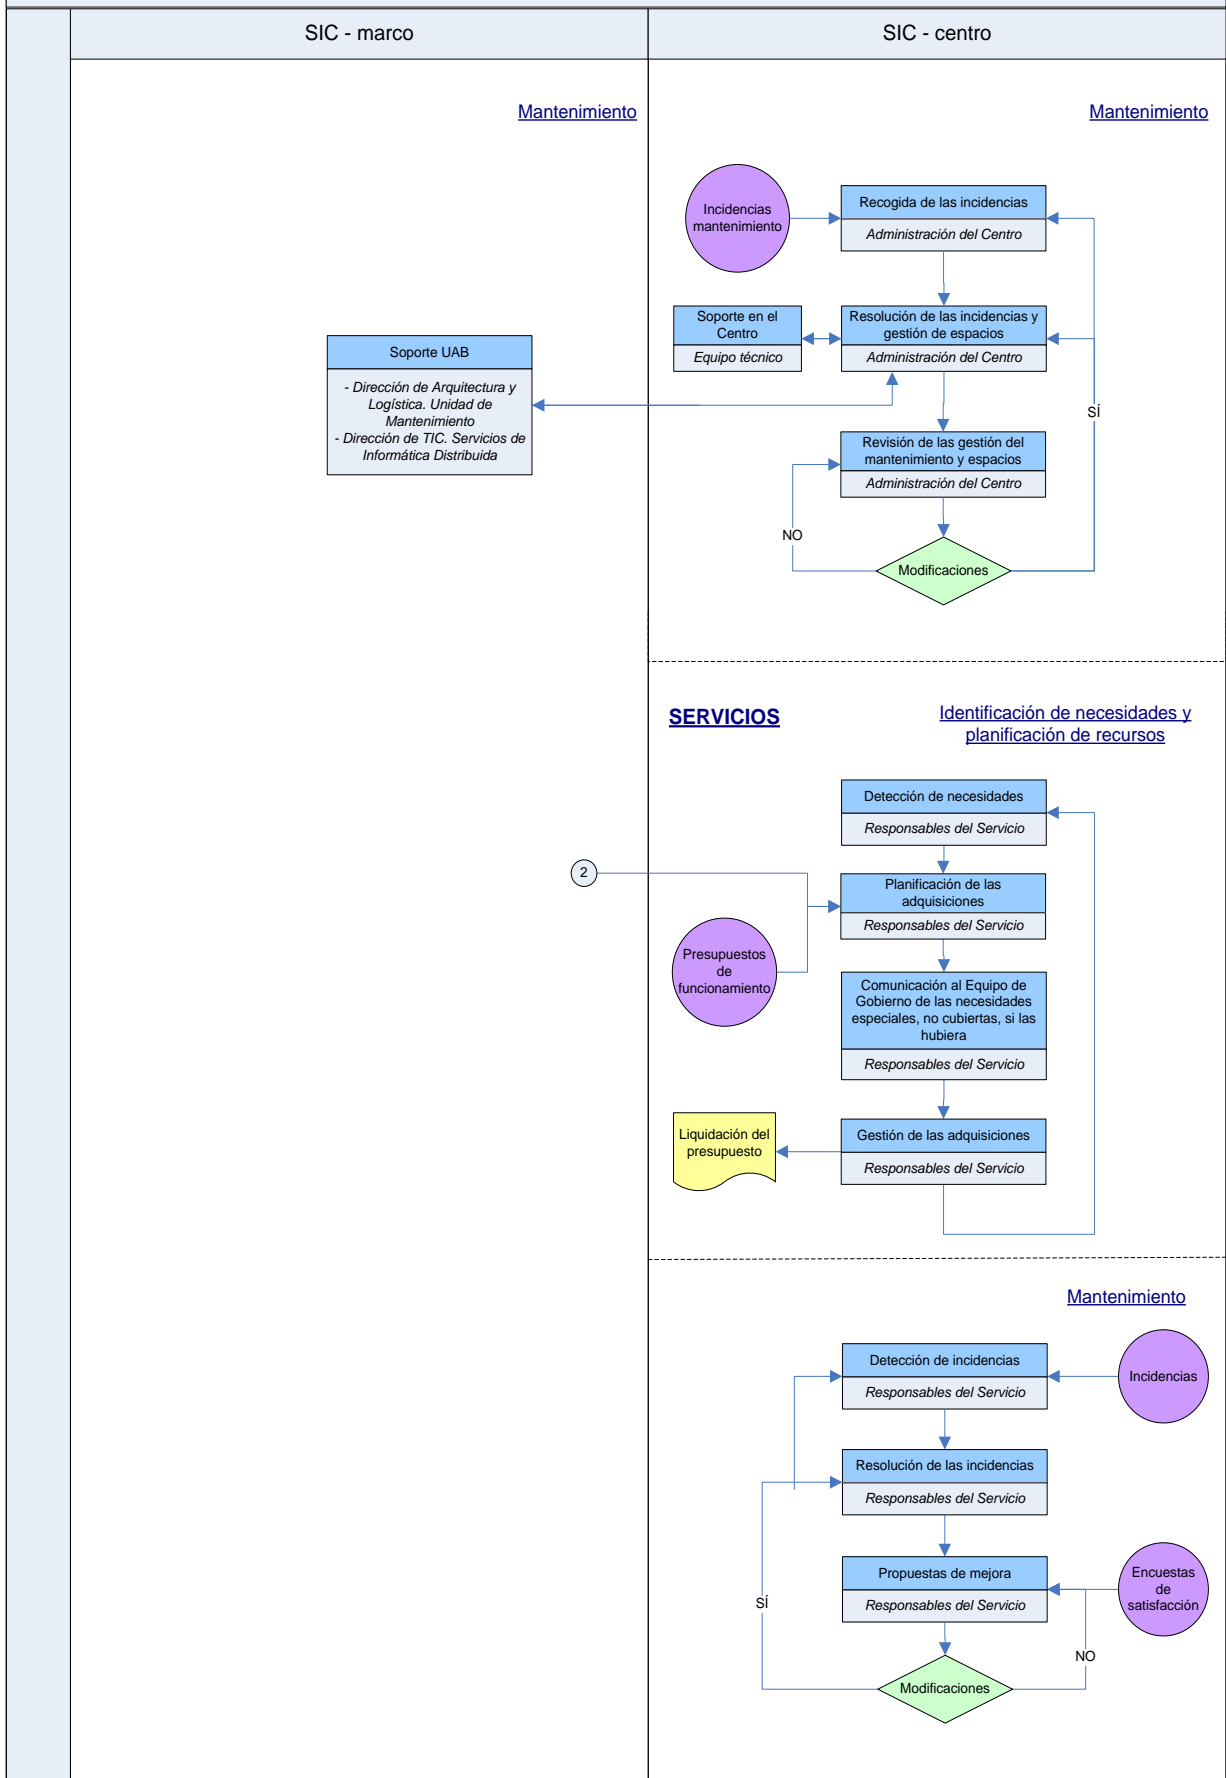 SIC - marco
SIC - centro
Mantenimiento
Mantenimiento
Incidencias
mantenimiento
Recogida de las incidencias
Administración del Centro
Soporte en el
Centro
Equipo técnico
Resolución de las incidencias y
gestión de espacios
Administración del Centro
Soporte UAB
- Dirección de Arquitectura y
Logística. Unidad de
Mantenimiento
- Dirección de TIC. Servicios de
Informática Distribuida
SÍ
Revisión de las gestión del
mantenimiento y espacios
Administración del Centro
NO
Modificaciones
SERVICIOS
Identificación de necesidades y
planificación de recursos
Detección de necesidades
Responsables del Servicio
2
Planificación de las
adquisiciones
Responsables del Servicio
Presupuestos
de
funcionamiento
Comunicación al Equipo de
Gobierno de las necesidades
especiales, no cubiertas, si las
hubiera
Responsables del Servicio
Liquidación del
presupuesto
Gestión de las adquisiciones
Responsables del Servicio
Mantenimiento
Detección de incidencias
Responsables del Servicio
Incidencias
Resolución de las incidencias
Responsables del Servicio
Propuestas de mejora
Responsables del Servicio
Encuestas
de
satisfacción
SÍ
NO
Modificaciones